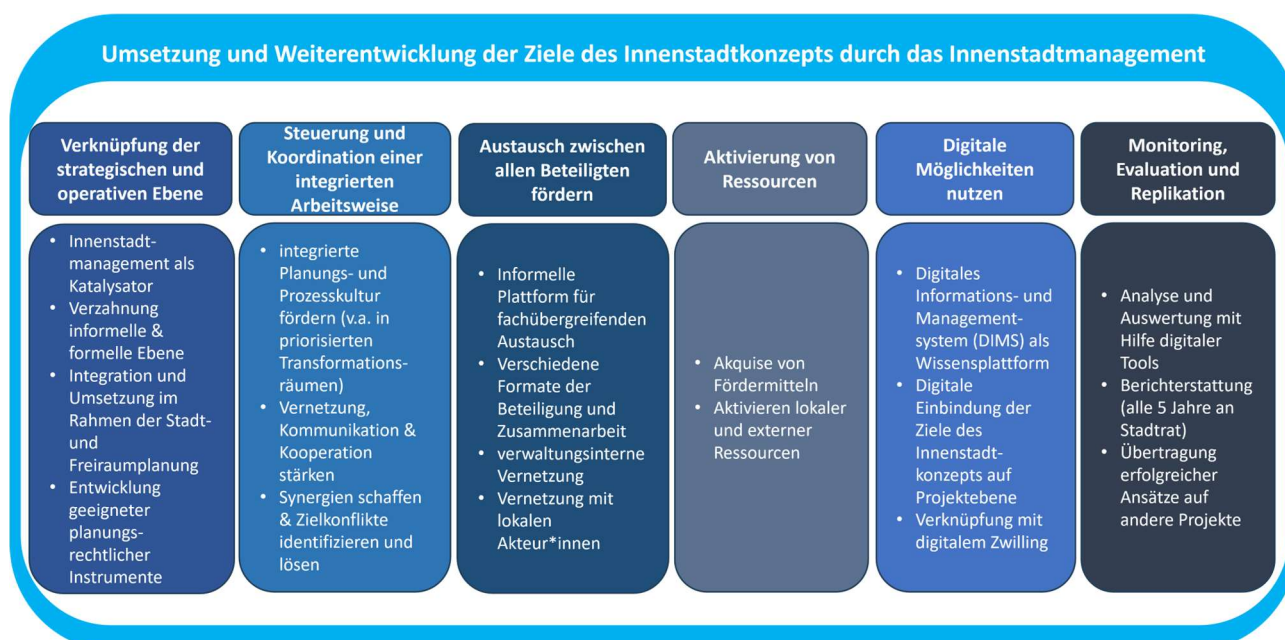 Umsetzung und Weiterentwicklung der Ziele des Innenstadtkonzepts durch das Innenstadtmanagement
Verknüpfung der
strategischen und
operativen Ebene
• Innenstadt-
management als
Katalysator
• Verzahnung
informelle &
formelle Ebene
• Integration und
Umsetzung im
Rahmen der Stadt-
und
Freiraumplanung
• Entwicklung
geeigneter
planungs-
rechtlicher
Instrumente
Steuerung und
Koordination einer
integrierten
Arbeitsweise
• integrierte
Planungs- und
Prozesskultur
fördern (v.a. in
priorisierten
Transformations-
räumen)
• Vernetzung,
Kommunikation &
Kooperation
stärken
• Synergien schaffen
& Zielkonflikte
identifizieren und
lösen
Austausch zwischen
allen Beteiligten
fördern
• Informelle
Plattform für
fachübergreifenden
Austausch
• Verschiedene
Formate der
Beteiligung und
Zusammenarbeit
• verwaltungsinterne
Vernetzung
• Vernetzung mit
lokalen
Akteur*innen
Aktivierung von
Ressourcen
• Akquise von
Fördermitteln
• Aktivieren lokaler
und externer
Ressourcen
Digitale
Möglichkeiten
nutzen
• Digitales
Informations- und
Management-
system (DIMS) als
Wissensplattform
• Digitale
Einbindung der
Ziele des
Innenstadt-
konzepts auf
Projektebene
• Verknüpfung mit
digitalem Zwilling
Monitoring,
Evaluation und
Replikation
• Analyse und
Auswertung mit
Hilfe digitaler
Tools
• Berichterstattung
(alle 5 Jahre an
Stadtrat)
• Übertragung
erfolgreicher
Ansätze auf
andere Projekte